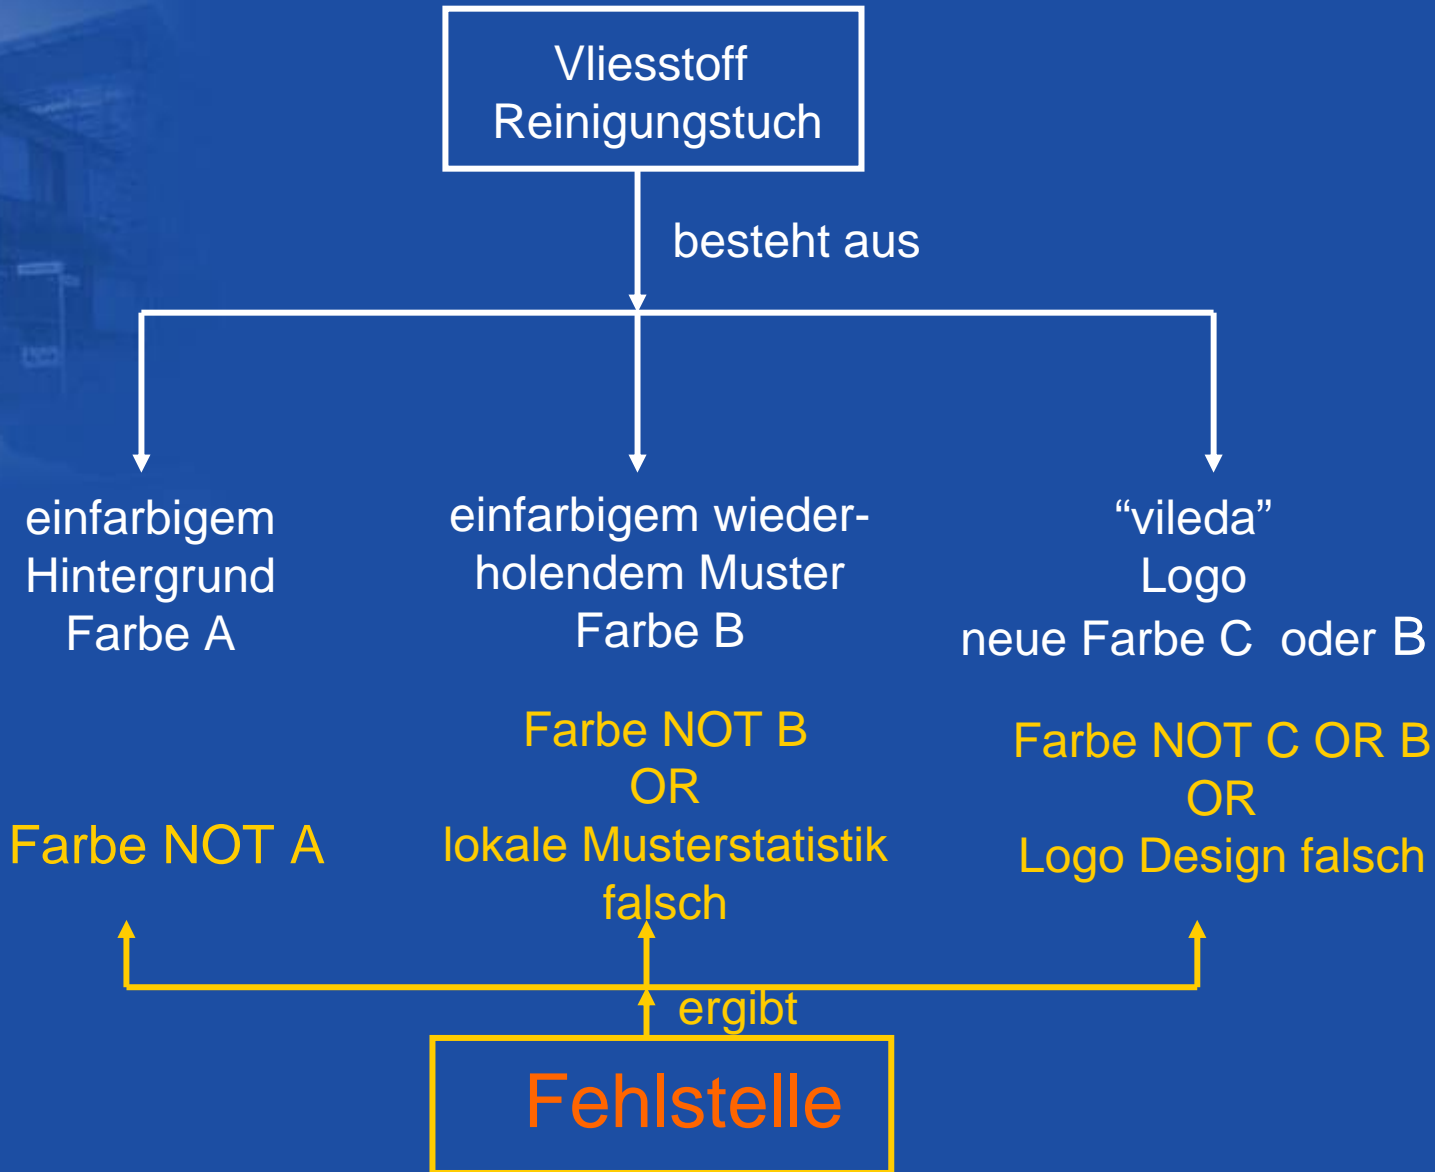 Vliesstoff
Reinigungstuch
besteht aus
einfarbigem
Hintergrund
Farbe A
einfarbigem wieder-
holendem Muster
Farbe B
“vileda”
Logo
neue Farbe C oder B
Farbe NOT A
Farbe NOT B
OR
lokale Musterstatistik
falsch
Farbe NOT C OR B
OR
Logo Design falsch
ergibt
Fehlstelle